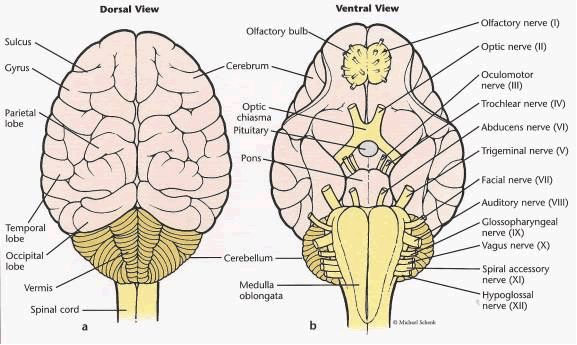 Dorsal View
Sulcus
Gyrus
Parietal
lobe
Temporal
lobe
Occipital
lobe
Vermis
Spinal cord
a
Cerebrum
Cerebellum
Ventral View
Olfactory bulb
Optic
chiasma
Pituitary
Pons
Medulla
oblongata
b
Olfactory nerve (I)
Optic nerve (II)
Oculomotor
nerve (III)
Trochlear nerve (IV)
Abducens nerve (VI)
Trigeminal nerve (V)
Facial nerve (VII)
Auditory nerve (VIII)
Glossopharyngeal
nerve (IX)
Vagus nerve (X)
Spiral accessory
nerve (XI)
Hypoglossal
nerve (XII)
© Michael Schenk